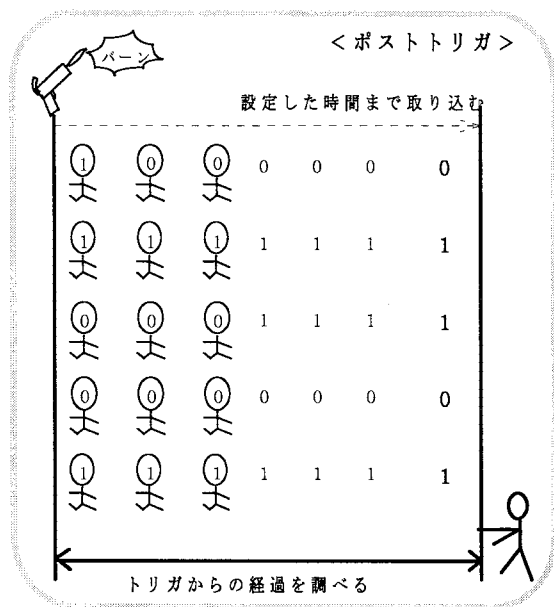 <ポストトリガ>
バーン
設定した時間まで取り込む
1 0 0 0 0 0 0
1 1 1 1 1 1 1
0 0 0 1 1 1 1
0 0 0 0 0 0 0
1 1 1 1 1 1 1
トリガからの経過を調べる